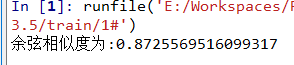 In [1]: runfile('E:/Workspaces/
3.5/train/1#')
余弦相似度为:0.8725569516099317